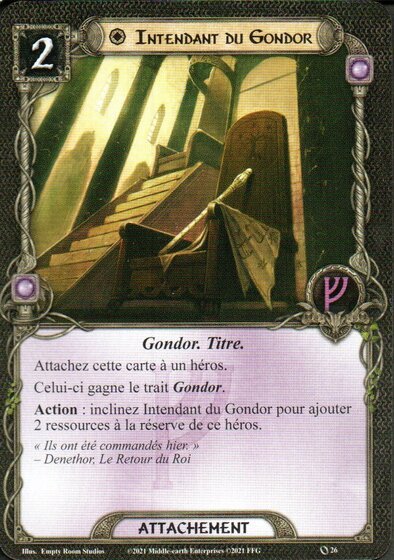 2
INTENDANT DU GONDOR
Gondor. Titre.
Attachez cette carte à un héros.
Celui-ci gagne le trait Gondor.
Action : inclinez Intendant du Gondor pour ajouter
2 ressources à la réserve de ce héros.
« Ils ont été commandés hier. »
– Denethor, Le Retour du Roi
ATTACHEMENT
Illus. Empty Room Studios ©2021 Middle-earth Enterprises ©2021 FFG 26